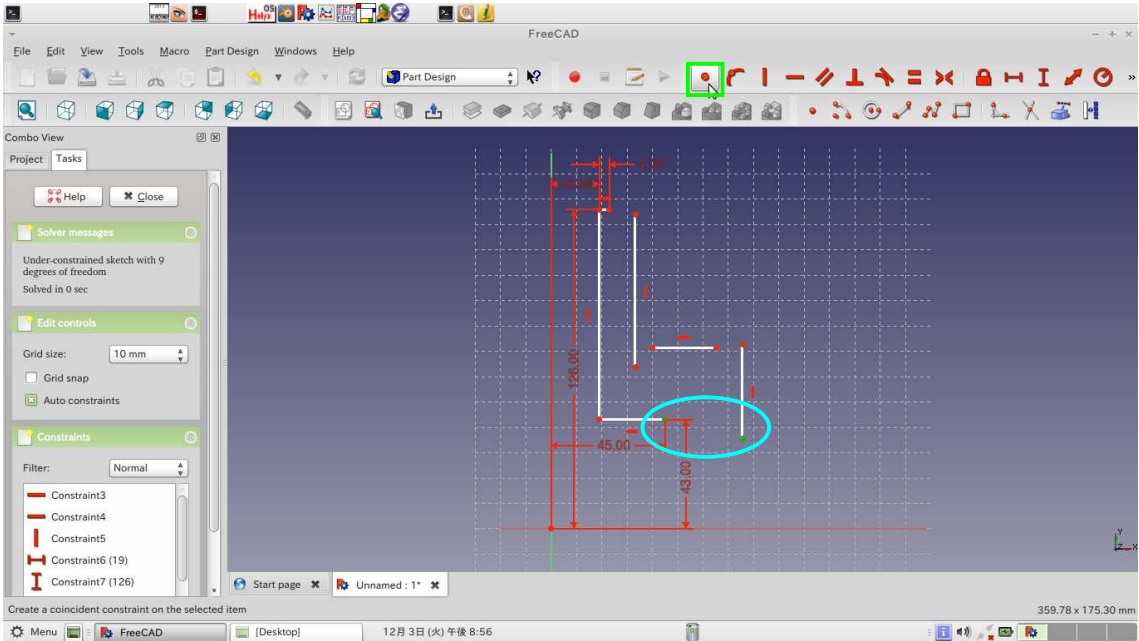 FreeCAD
File Edit View Tools Macro Part Design Windows Help
Part Design
Combo View
Project Tasks
Help Close
Solver messages
Under-constrained sketch with 9
degrees of freedom
Solved in 0 sec
Edit controls
Grid size: 10 mm
Grid snap
Auto constraints
Constraints
Filter: Normal
Constraint3
Constraint4
Constraint5
Constraint6 (19)
Constraint7 (126)
126.00
45.00
43.00
Y
Z X
Start page
Unnamed : 1*
Create a coincident constraint on the selected item
359.78 x 175.30 mm
Menu
FreeCAD
[Desktop]
12月 3日 (火) 午後 8:56